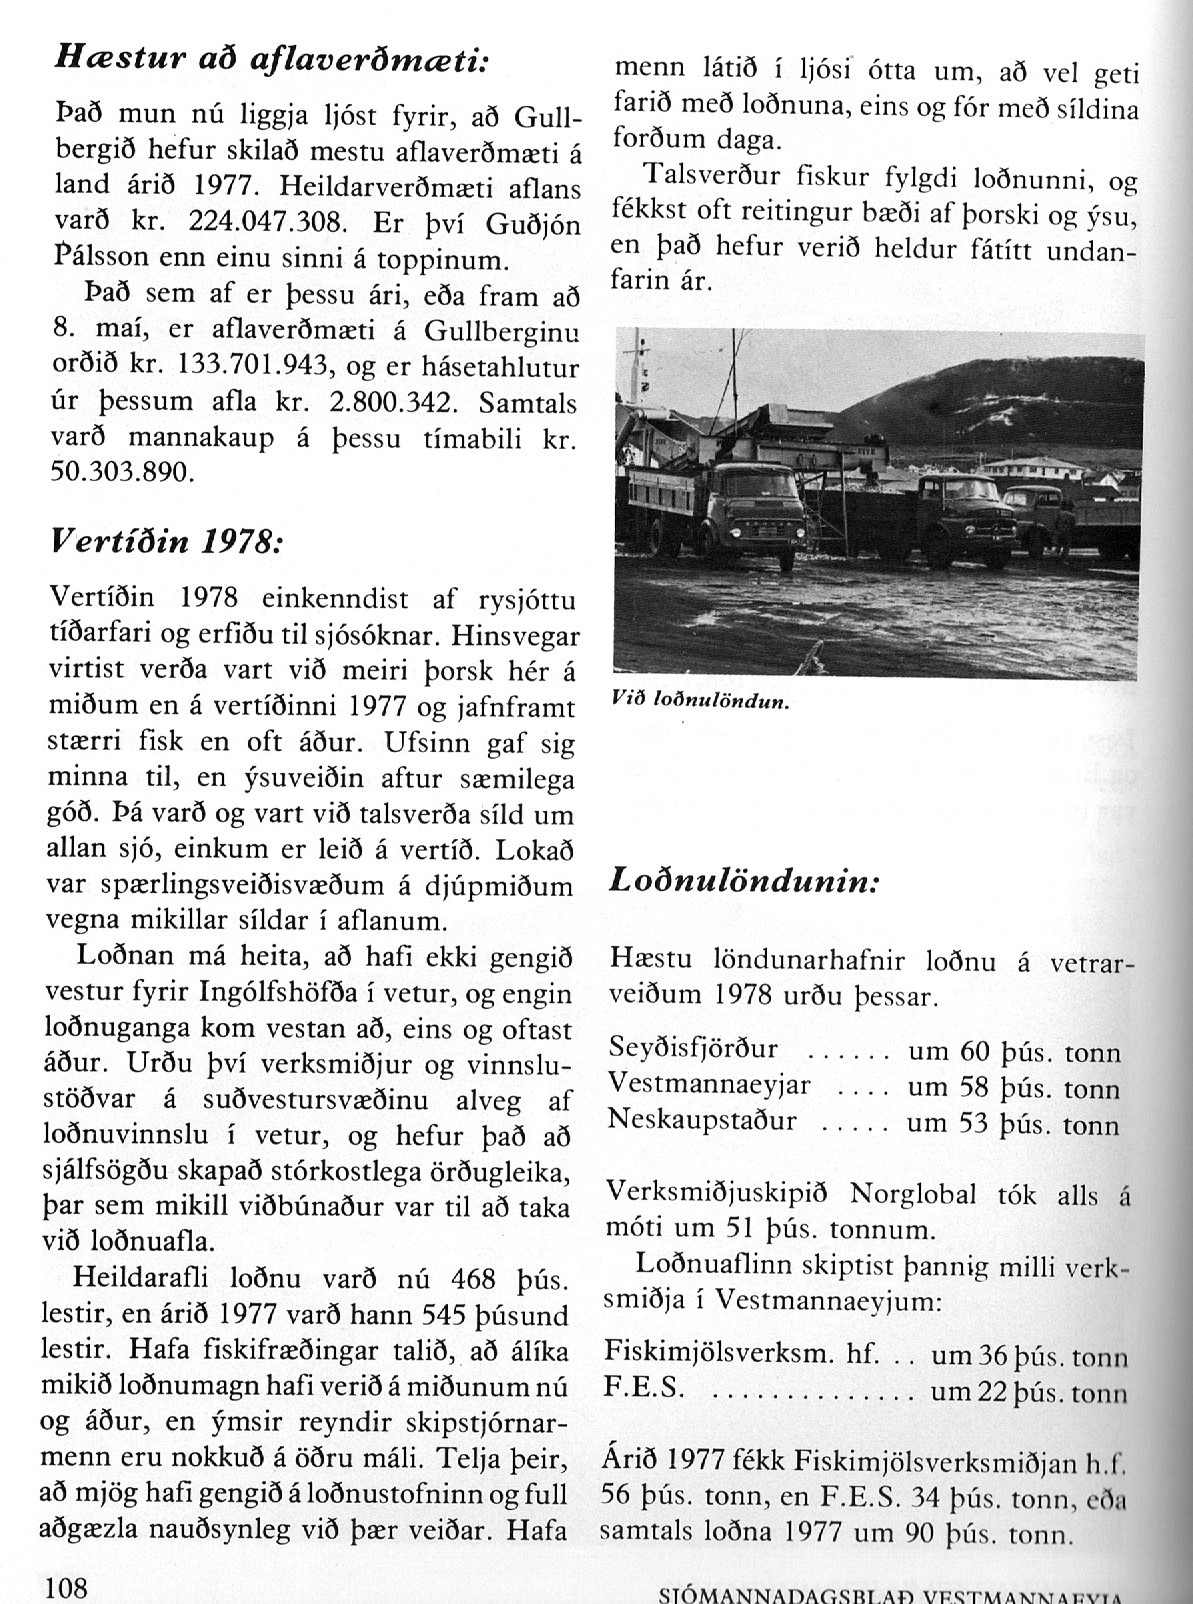 Hæstur að aflaverðmæti:
Það mun nú liggja ljóst fyrir, að Gull-
bergið hefur skilað mestu aflaverðmæti á
land árið 1977. Heildarverðmæti aflans
varð kr. 224.047.308. Er því Guðjón
Pálsson enn einu sinni á toppinum.
Það sem af er þessu ári, eða fram að
8. maí, er aflaverðmæti á Gullberginu
orðið kr. 133.701.943, og er hásetahlutur
úr þessum afla kr. 2.800.342. Samtals
varð mannakaup á þessu tímabili kr.
50.303.890.
Vertíðin 1978:
Vertíðin 1978 einkenndist af rysjóttu
tíðarfari og erfiðu til sjósóknar. Hinsvegar
virtist verða vart við meiri þorsk hér á
miðum en á vertíðinni 1977 og jafnframt
stærri fisk en oft áður. Ufsinn gaf sig
minna til, en ýsuveiðin aftur sæmilega
góð. Þá varð og vart við talsverða síld um
allan sjó, einkum er leið á vertíð. Lokað
var spærlingsveiðisvæðum á djúpmiðum
vegna mikillar síldar í aflanum.
Loðnan má heita, að hafi ekki gengið
vestur fyrir Ingólfshöfða í vetur, og engin
loðnuganga kom vestan að, eins og oftast
áður. Urðu því verksmiðjur og vinnslu-
stöðvar á suðvestursvæðinu alveg af
loðnuvinnslu í vetur, og hefur það að
sjálfsögðu skapað stórkostlega örðugleika,
þar sem mikill viðbúnaður var til að taka
við loðnuafla.
Heildarafli loðnu varð nú 468 þús.
lestir, en árið 1977 varð hann 545 þúsund
lestir. Hafa fiskifræðingar talið, að álíka
mikið loðnumagn hafi verið á miðunum nú
og áður, en ýmsir reyndir skipstjórnar-
menn eru nokkuð á öðru máli. Telja þeir,
að mjög hafi gengið á loðnustofninn og full
aðgæzla nauðsynleg við þær veiðar. Hafa
menn látið í ljósi ótta um, að vel geti
farið með loðnuna, eins og fór með síldina
forðum daga.
Talsverður fiskur fylgdi loðnunni, og
fékkst oft reitingur bæði af þorski og ýsu,
en það hefur verið heldur fátítt undan-
farin ár.
Við loðnulöndun.
Loðnulöndunin:
Hæstu löndunarhafnir loðnu á vetrar-
veiðum 1978 urðu þessar.
Seyðisfjörður ...... um 60 þús. tonn
Vestmannaeyjar .... um 58 þús. tonn
Neskaupstaður ..... um 53 þús. tonn
Verksmiðjuskipið Norglobal tók alls á
móti um 51 þús. tonnum.
Loðnuaflinn skiptist þannig milli verk-
smiðja í Vestmannaeyjum:
Fiskimjölsverksm. hf. .. um 36 þús. tonn
F.E.S. ............... um 22 þús. tonn
Árið 1977 fékk Fiskimjölsverksmiðjan h.f.
56 þús. tonn, en F.E.S. 34 þús. tonn, eða
samtals loðna 1977 um 90 þús. tonn.
108
SJÓMANNADAGSBLAÐ VESTMANNAEYJA